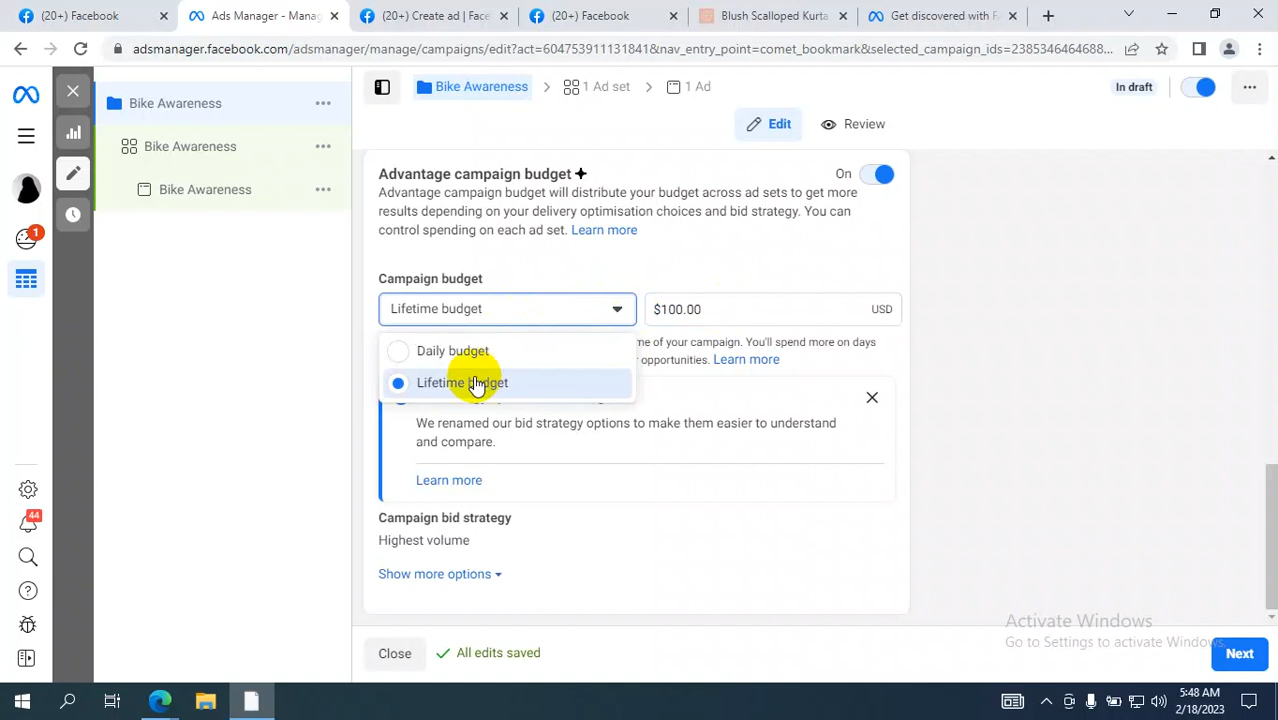 (20+) Facebook
Ads Manager - Manag
(20+) Create ad | Face
(20+) Facebook
Blush Scalloped Kurta
Get discovered with FA
adsmanager.facebook.com/adsmanager/manage/campaigns/edit?act=604753911131841&nav_entry_point=comet_bookmark&selected_campaign_ids=2385346464688...
Bike Awareness
Bike Awareness
Bike Awareness
1
44
Bike Awareness
1 Ad set
1 Ad
In draft
Edit
Review
Advantage campaign budget
On
Advantage campaign budget will distribute your budget across ad sets to get more
results depending on your delivery optimisation choices and bid strategy. You can
control spending on each ad set. Learn more
Campaign budget
Lifetime budget
$100.00
USD
Daily budget
Lifetime budget
me of your campaign. You'll spend more on days
opportunities. Learn more
We renamed our bid strategy options to make them easier to understand
and compare.
Learn more
Campaign bid strategy
Highest volume
Show more options
Close
All edits saved
Next
Activate Windows
Go to Settings to activate Windows.
5:48 AM
2/18/2023